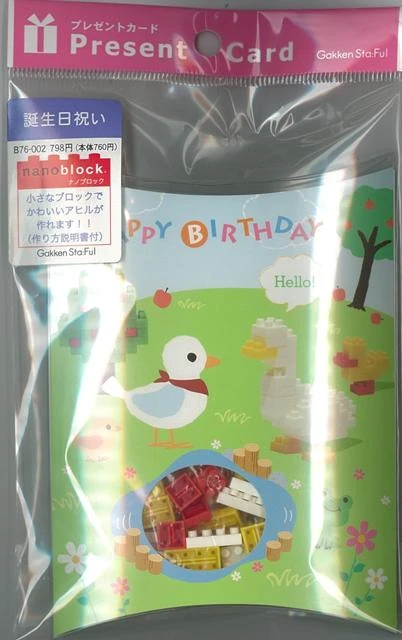 プレゼントカード
Present Card
Gakken Sta:Ful
誕生日祝い
B76-002 798円(本体760円)
nanoblock.
ナノブロック
小さなブロックで
かわいいアヒルが
作れます！！
(作り方説明書付)
Gakken Sta:Ful
APPY BIRTHDAY
Hello!